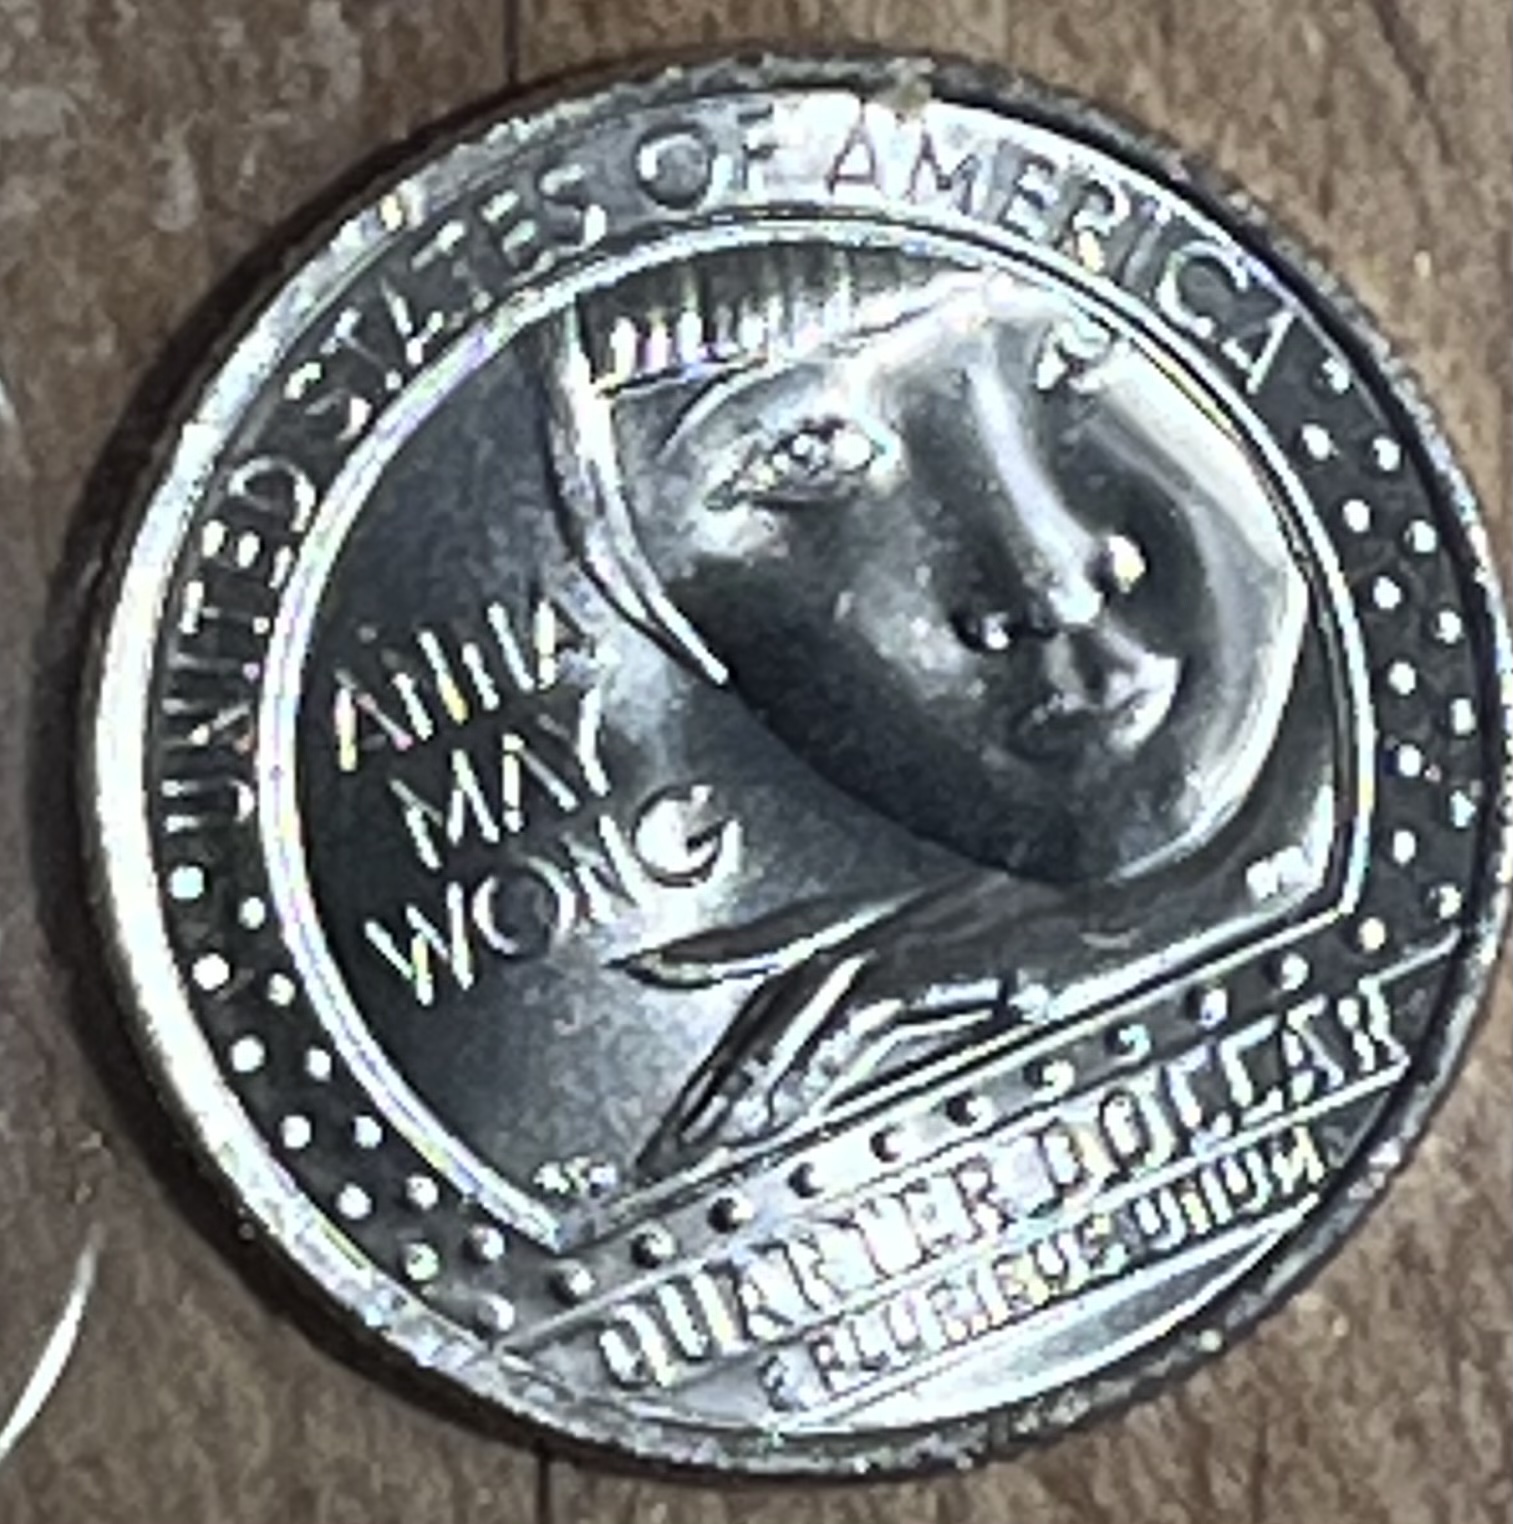 UNITED STATES OF AMERICA
ANNA
MAY
WONG
QUARTER DOLLAR
E PLURIBUS UNUM